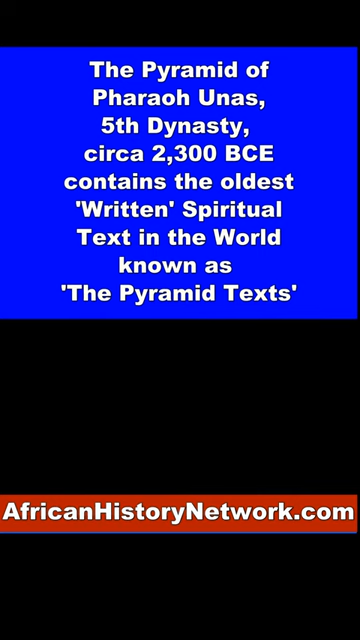 The Pyramid of
Pharaoh Unas,
5th Dynasty,
circa 2,300 BCE
contains the oldest
'Written' Spiritual
Text in the World
known as
'The Pyramid Texts'
AfricanHistoryNetwork.com